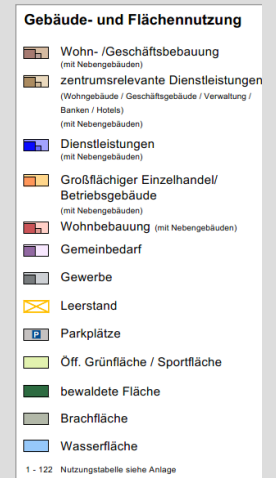 Gebäude- und Flächennutzung
Wohn- /Geschäftsbebauung
(mit Nebengebäuden)
zentrumsrelevante Dienstleistungen
(Wohngebäude / Geschäftsgebäude / Verwaltung /
Banken / Hotels)
(mit Nebengebäuden)
Dienstleistungen
(mit Nebengebäuden)
Großflächiger Einzelhandel/
Betriebsgebäude
(mit Nebengebäuden)
Wohnbebauung (mit Nebengebäuden)
Gemeinbedarf
Gewerbe
Leerstand
P Parkplätze
Öff. Grünfläche / Sportfläche
bewaldete Fläche
Brachfläche
Wasserfläche
1 - 122 Nutzungstabelle siehe Anlage